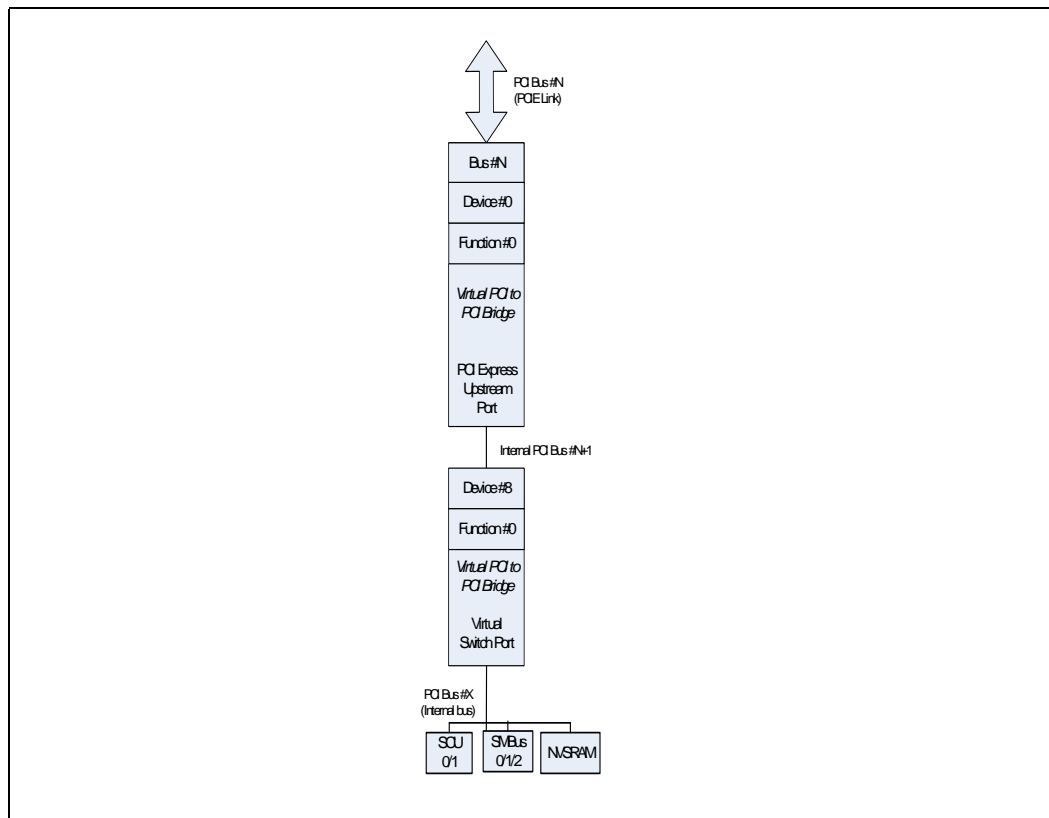 PCI Bus #N
(PCIE Link)
Bus #N
Device #0
Function #0
Virtual PCI to
PCI Bridge
PCI Express
Upstream
Port
Internal PCI Bus #N+1
Device #8
Function #0
Virtual PCI to
PCI Bridge
Virtual
Switch Port
PCI Bus #X
(Internal bus)
SCU
0/1
SMBus
0/1/2
NVSRAM